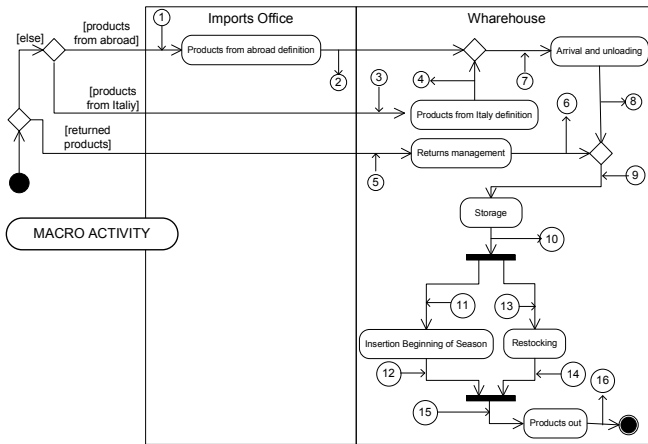 Imports Office
Wharehouse
[products
from abroad]
1
[else]
Products from abroad definition
Arrival and unloading
2
3
4
7
8
[products
from Italiy]
Products from Italy definition
6
[returned
products]
Returns management
5
9
Storage
MACRO ACTIVITY
10
11
13
Insertion Beginning of Season
Restocking
12
14
16
15
Products out